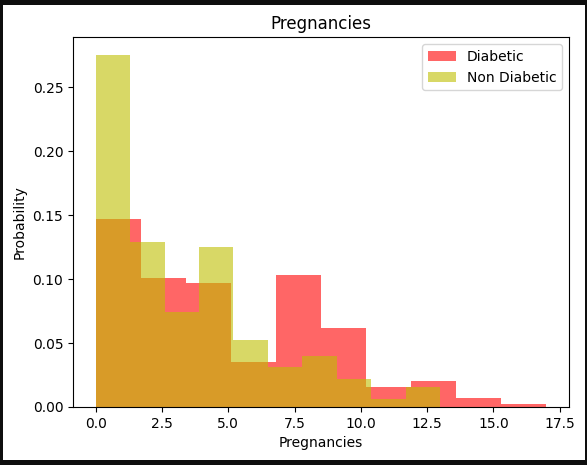 Pregnancies
Diabetic
Non Diabetic
0.25
0.20
0.15
0.10
0.05
0.00
Probability
0.0 2.5 5.0 7.5 10.0 12.5 15.0 17.5
Pregnancies